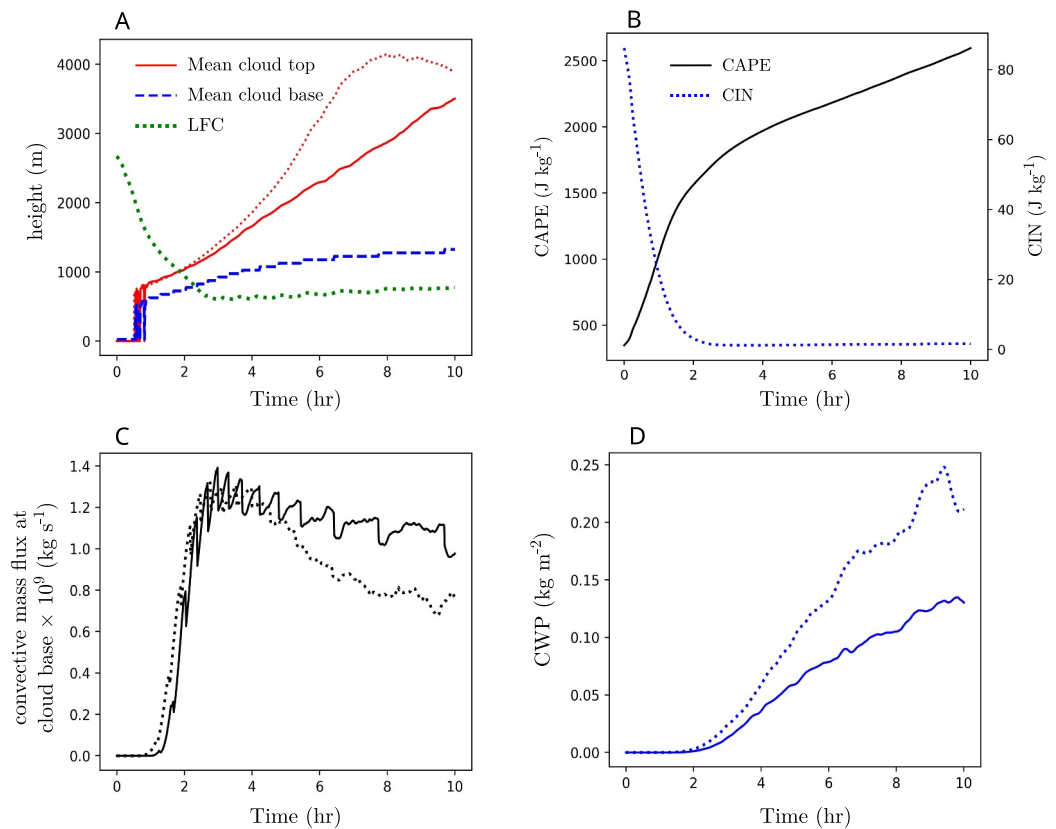 A
4000
3000
2000
1000
0
height (m)
Mean cloud top
Mean cloud base
LFC
0 2 4 6 8 10
Time (hr)
B
2500
2000
1500
1000
500
CAPE (J kg⁻¹)
CAPE
CIN
80
60
40
20
0
CIN (J kg⁻¹)
0 2 4 6 8 10
Time (hr)
C
1.4
1.2
1.0
0.8
0.6
0.4
0.2
0.0
convective mass flux at
cloud base × 10⁹ (kg s⁻¹)
0 2 4 6 8 10
Time (hr)
D
0.25
0.20
0.15
0.10
0.05
0.00
CWP (kg m⁻²)
0 2 4 6 8 10
Time (hr)